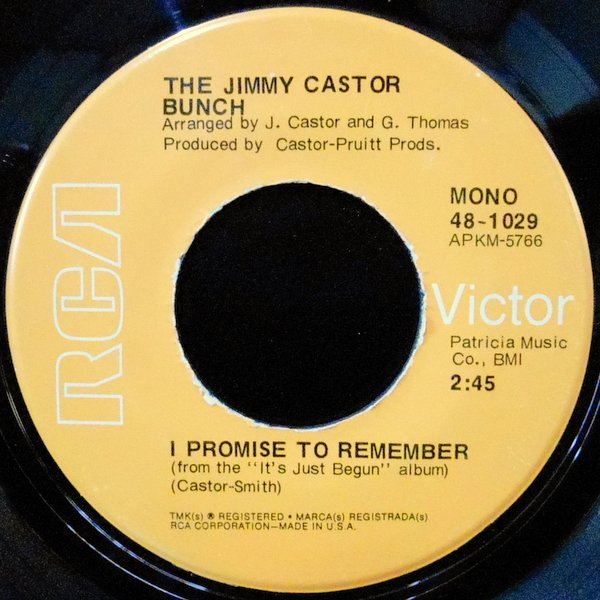 THE JIMMY CASTOR
BUNCH
Arranged by J. Castor and G. Thomas
Produced by Castor-Pruitt Prods.
RCA
MONO
48-1029
APKM-5766
Victor
Patricia Music
Co., BMI
2:45
I PROMISE TO REMEMBER
(from the "It's Just Begun" album)
(Castor-Smith)
TMK(s) ® REGISTERED • MARCA(s) REGISTRADA(s)
RCA CORPORATION—MADE IN U.S.A.